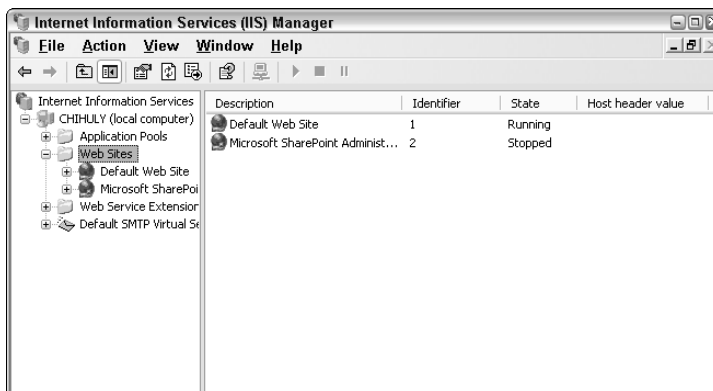 Internet Information Services (IIS) Manager
File Action View Window Help
Internet Information Services
CHIHULY (local computer)
Application Pools
Web Sites
Default Web Site
Microsoft SharePoi
Web Service Extension
Default SMTP Virtual Se
Description Identifier State Host header value
Default Web Site 1 Running
Microsoft SharePoint Administ... 2 Stopped